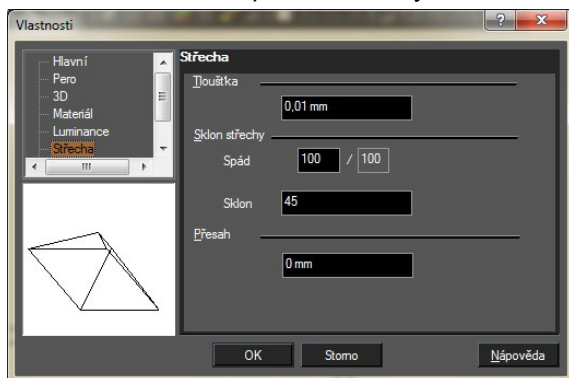 Vlastnosti
Hlavní
Pero
3D
Materiál
Luminance
Střecha
Střecha
Tloušťka
0,01 mm
Sklon střechy
Spád 100 / 100
Sklon 45
Přesah
0 mm
OK Storno Nápověda